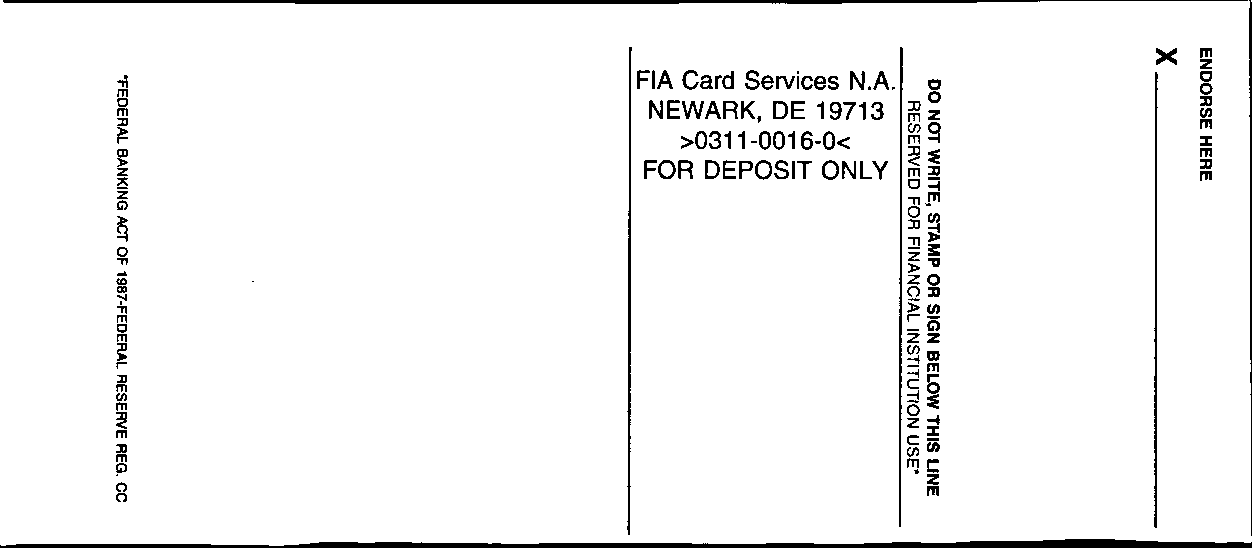 ENDORSE HERE
X
DO NOT WRITE, STAMP OR SIGN BELOW THIS LINE
RESERVED FOR FINANCIAL INSTITUTION USE*
FIA Card Services N.A.
NEWARK, DE 19713
>0311-0016-0<
FOR DEPOSIT ONLY
*FEDERAL BANKING ACT OF 1987-FEDERAL RESERVE REG. CC